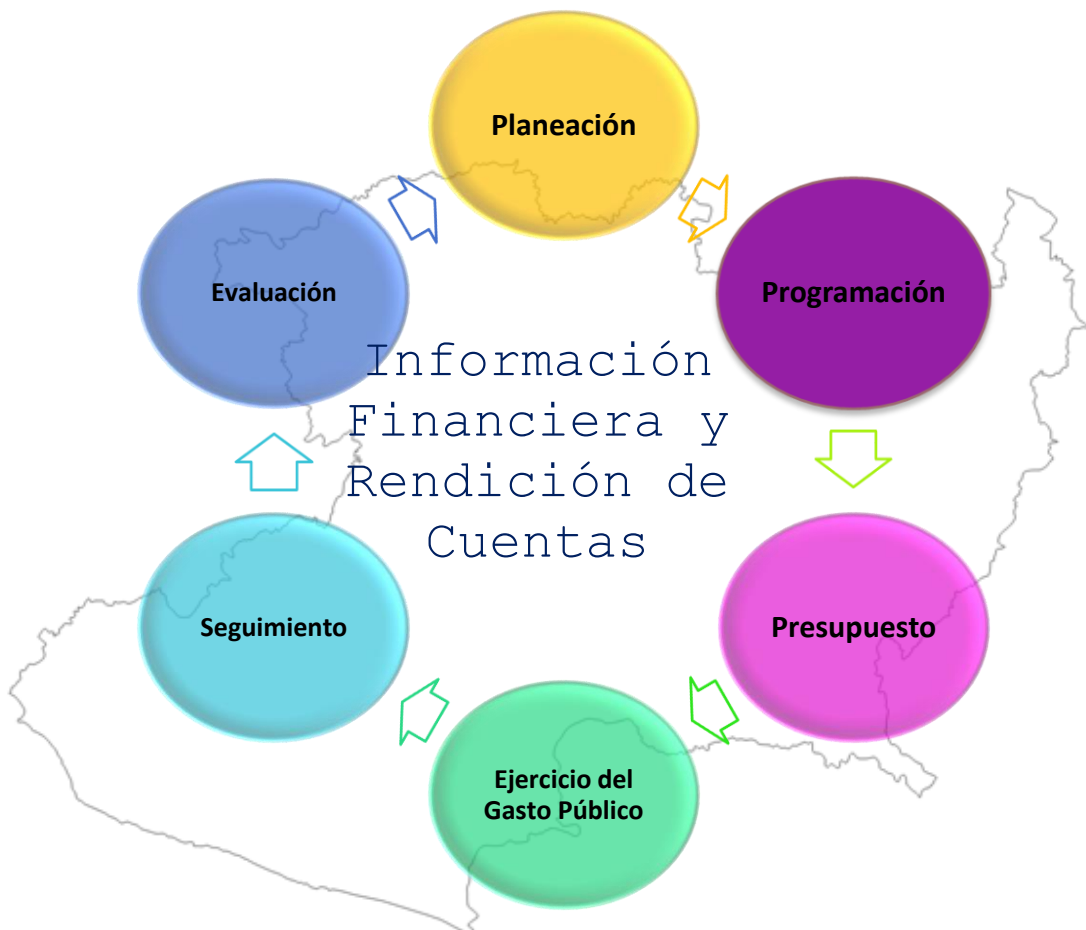 Planeación
Programación
Presupuesto
Ejercicio del
Gasto Público
Seguimiento
Evaluación
Información
Financiera y
Rendición de
Cuentas